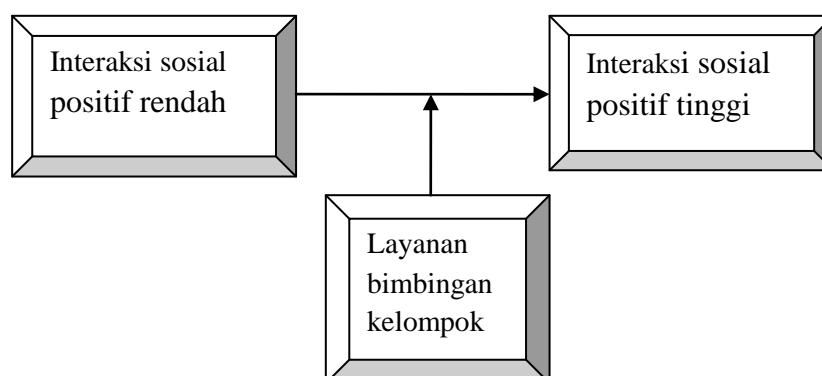 Interaksi sosial
positif rendah
Interaksi sosial
positif tinggi
Layanan
bimbingan
kelompok